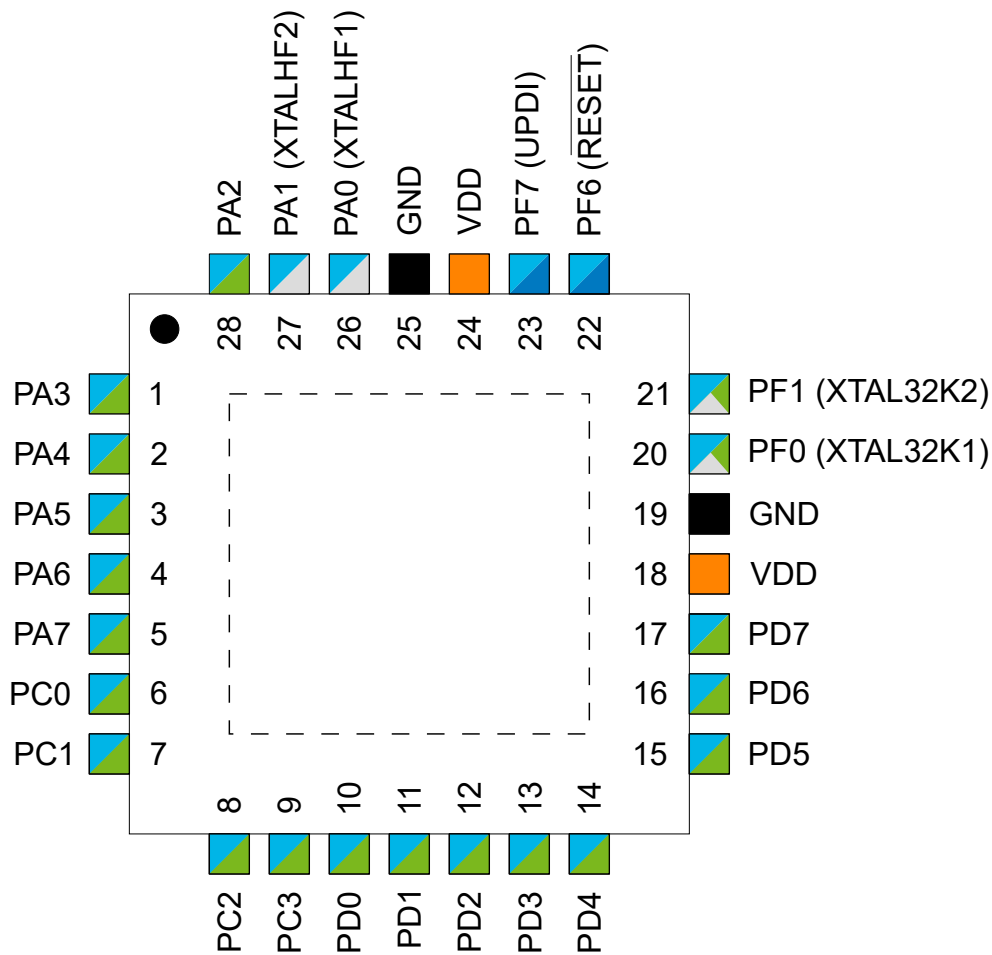 PA2
PA1 (XTALHF2)
PA0 (XTALHF1)
GND
VDD
PF7 (UPDI)
PF6 (RESET)
28
27
26
25
24
23
22
PA3 1
PA4 2
PA5 3
PA6 4
PA7 5
PC0 6
PC1 7
21 PF1 (XTAL32K2)
20 PF0 (XTAL32K1)
19 GND
18 VDD
17 PD7
16 PD6
15 PD5
8
9
10
11
12
13
14
PC2
PC3
PD0
PD1
PD2
PD3
PD4